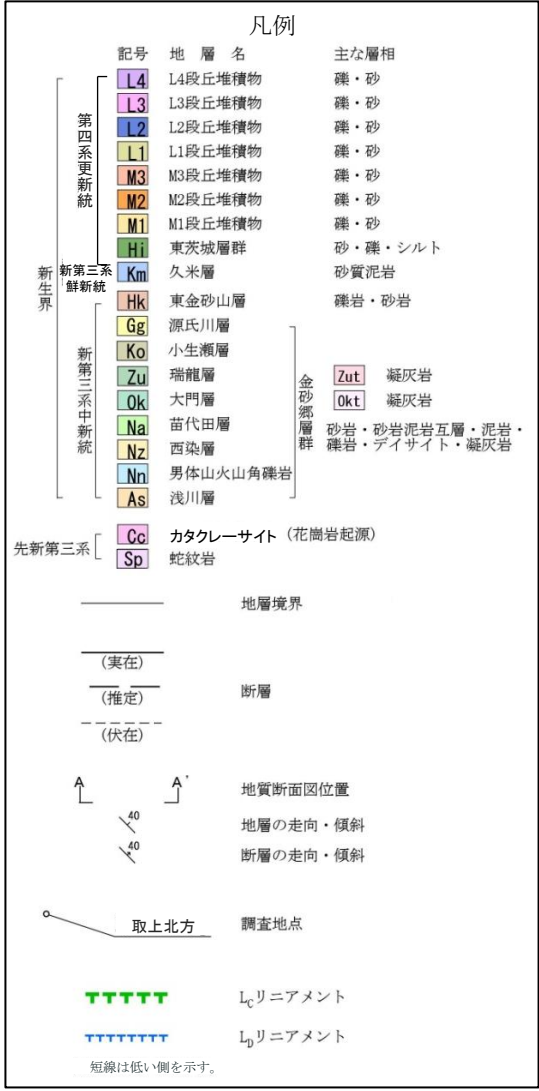 凡例
記号 地層名 主な層相
L4 L4段丘堆積物 礫・砂
L3 L3段丘堆積物 礫・砂
L2 L2段丘堆積物 礫・砂
L1 L1段丘堆積物 礫・砂
M3 M3段丘堆積物 礫・砂
M2 M2段丘堆積物 礫・砂
M1 M1段丘堆積物 礫・砂
Hi 東茨城層群 砂・礫・シルト
第四系更新統
新第三系
鮮新統
Km 久米層 砂質泥岩
新生界
Hk 東金砂山層 礫岩・砂岩
Gg 源氏川層
Ko 小生瀬層
Zu 瑞龍層
Ok 大門層
Na 苗代田層
Nz 西染層
Nn 男体山火山角礫岩
As 浅川層
新第三系中新統
金砂郷層群
Zut 凝灰岩
Okt 凝灰岩
砂岩・砂岩泥岩互層・泥岩・
礫岩・デイサイト・凝灰岩
先新第三系
Cc カタクレーサイト (花崗岩起源)
Sp 蛇紋岩
地層境界
(実在)
(推定) 断層
(伏在)
A A' 地質断面図位置
40 地層の走向・傾斜
40 断層の走向・傾斜
取上北方 調査地点
LCリニアメント
LDリニアメント
短線は低い側を示す。